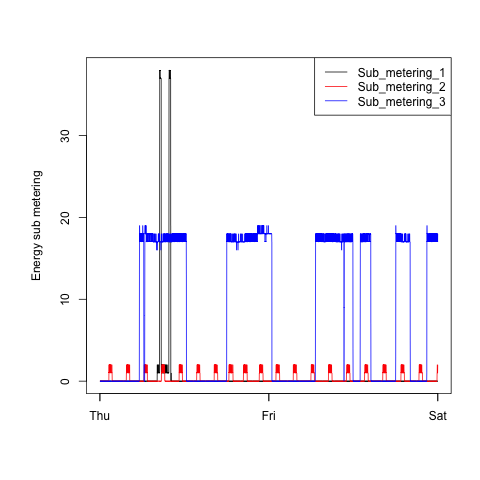 Sub_metering_1
Sub_metering_2
Sub_metering_3
Energy sub metering
30
20
10
0
Thu Fri Sat